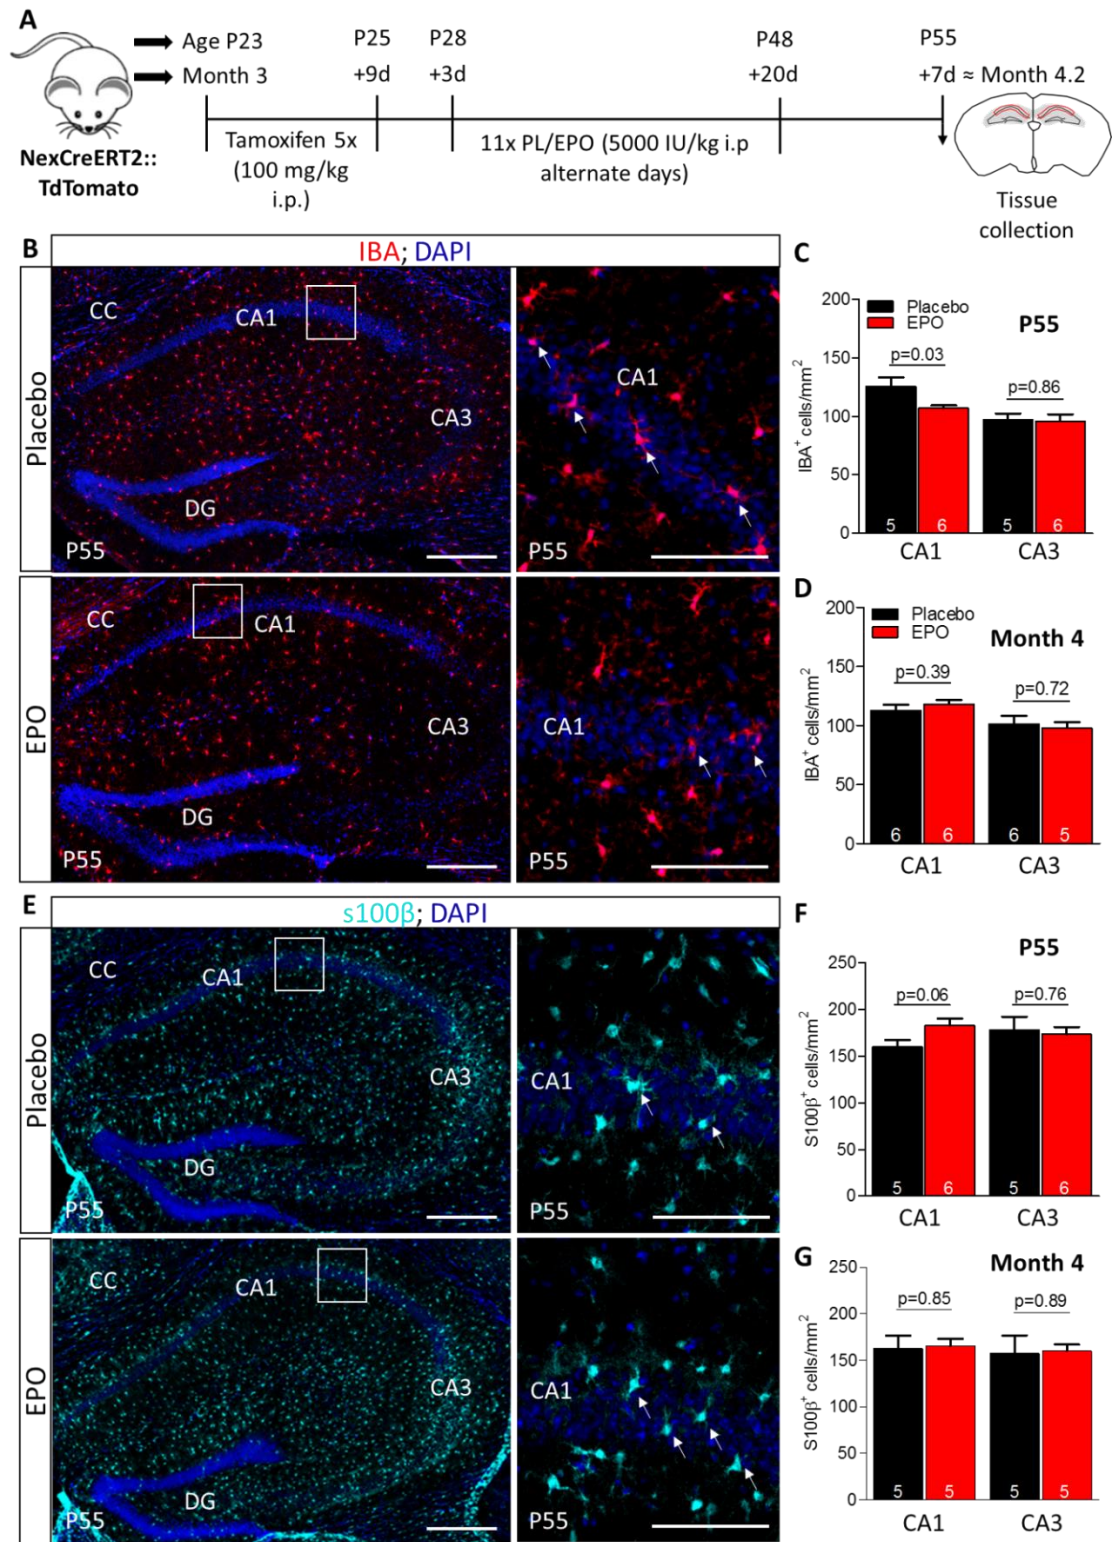 A
Age P23 P25 P28 P48 P55
Month 3 +9d +3d +20d +7d ≈ Month 4.2
NexCreERT2::
TdTomato
Tamoxifen 5x
(100 mg/kg
i.p.)
11x PL/EPO (5000 IU/kg i.p
alternate days)
Tissue
collection
B
IBA; DAPI
Placebo
CC
CA1
CA3
DG
P55
CA1
P55
EPO
CC
CA1
CA3
DG
P55
CA1
P55
C
Placebo
EPO
P55
p=0.03
p=0.86
IBA⁺ cells/mm²
200
150
100
50
0
5 6 5 6
CA1 CA3
D
Placebo
EPO
Month 4
p=0.39
p=0.72
IBA⁺ cells/mm²
200
150
100
50
0
6 6 6 5
CA1 CA3
E
s100β; DAPI
Placebo
CC
CA1
CA3
DG
P55
CA1
P55
EPO
CC
CA1
CA3
DG
P55
CA1
P55
F
P55
p=0.06
p=0.76
S100β⁺ cells/mm²
250
200
150
100
50
0
5 6 5 6
CA1 CA3
G
Month 4
p=0.85
p=0.89
S100β⁺ cells/mm²
250
200
150
100
50
0
5 5 5 5
CA1 CA3